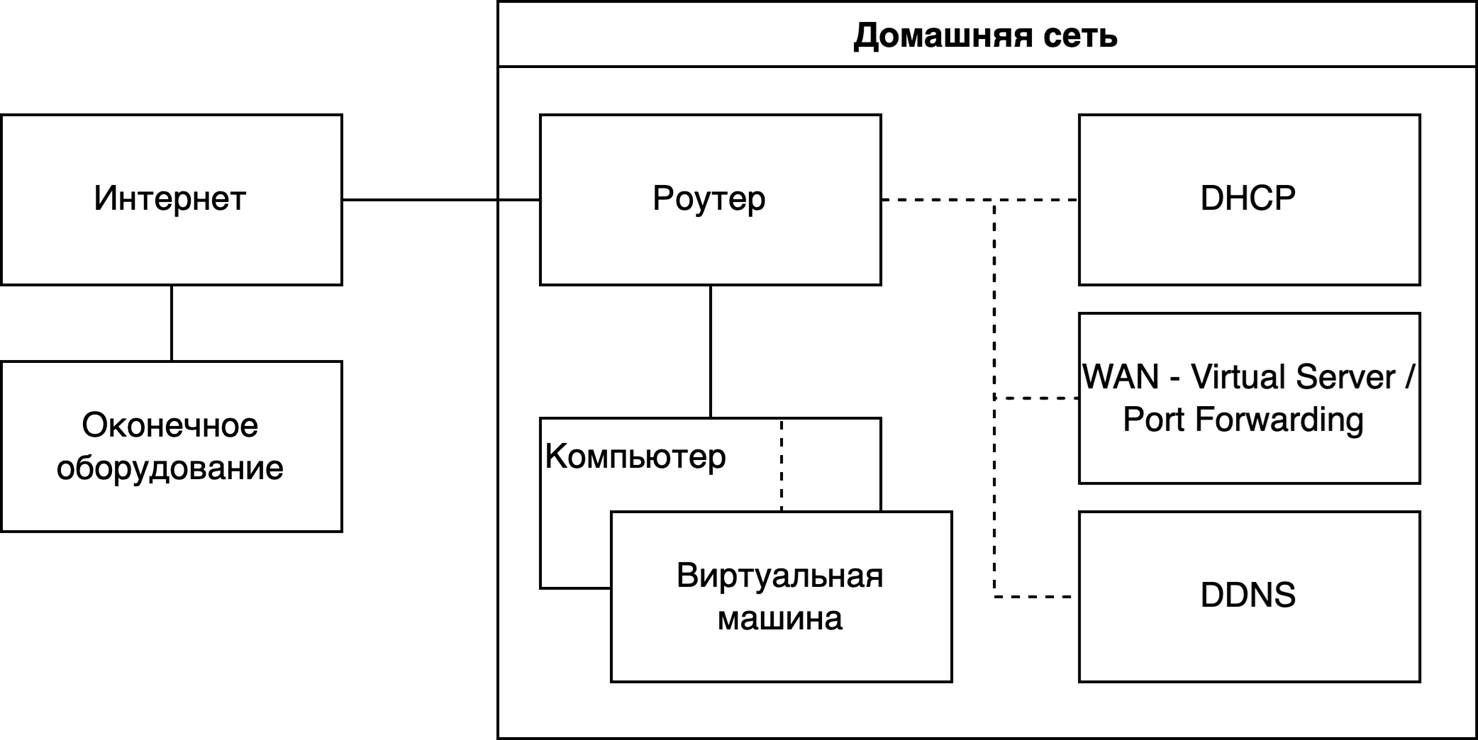 Домашняя сеть
Интернет
Роутер
DHCP
WAN - Virtual Server /
Port Forwarding
Оконечное
оборудование
Компьютер
Виртуальная
машина
DDNS